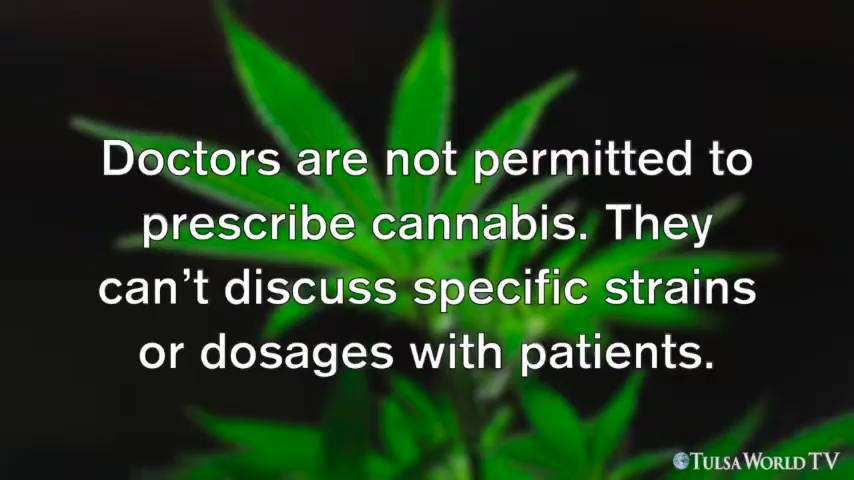 Doctors are not permitted to
prescribe cannabis. They
can't discuss specific strains
or dosages with patients.
TULSA WORLD TV